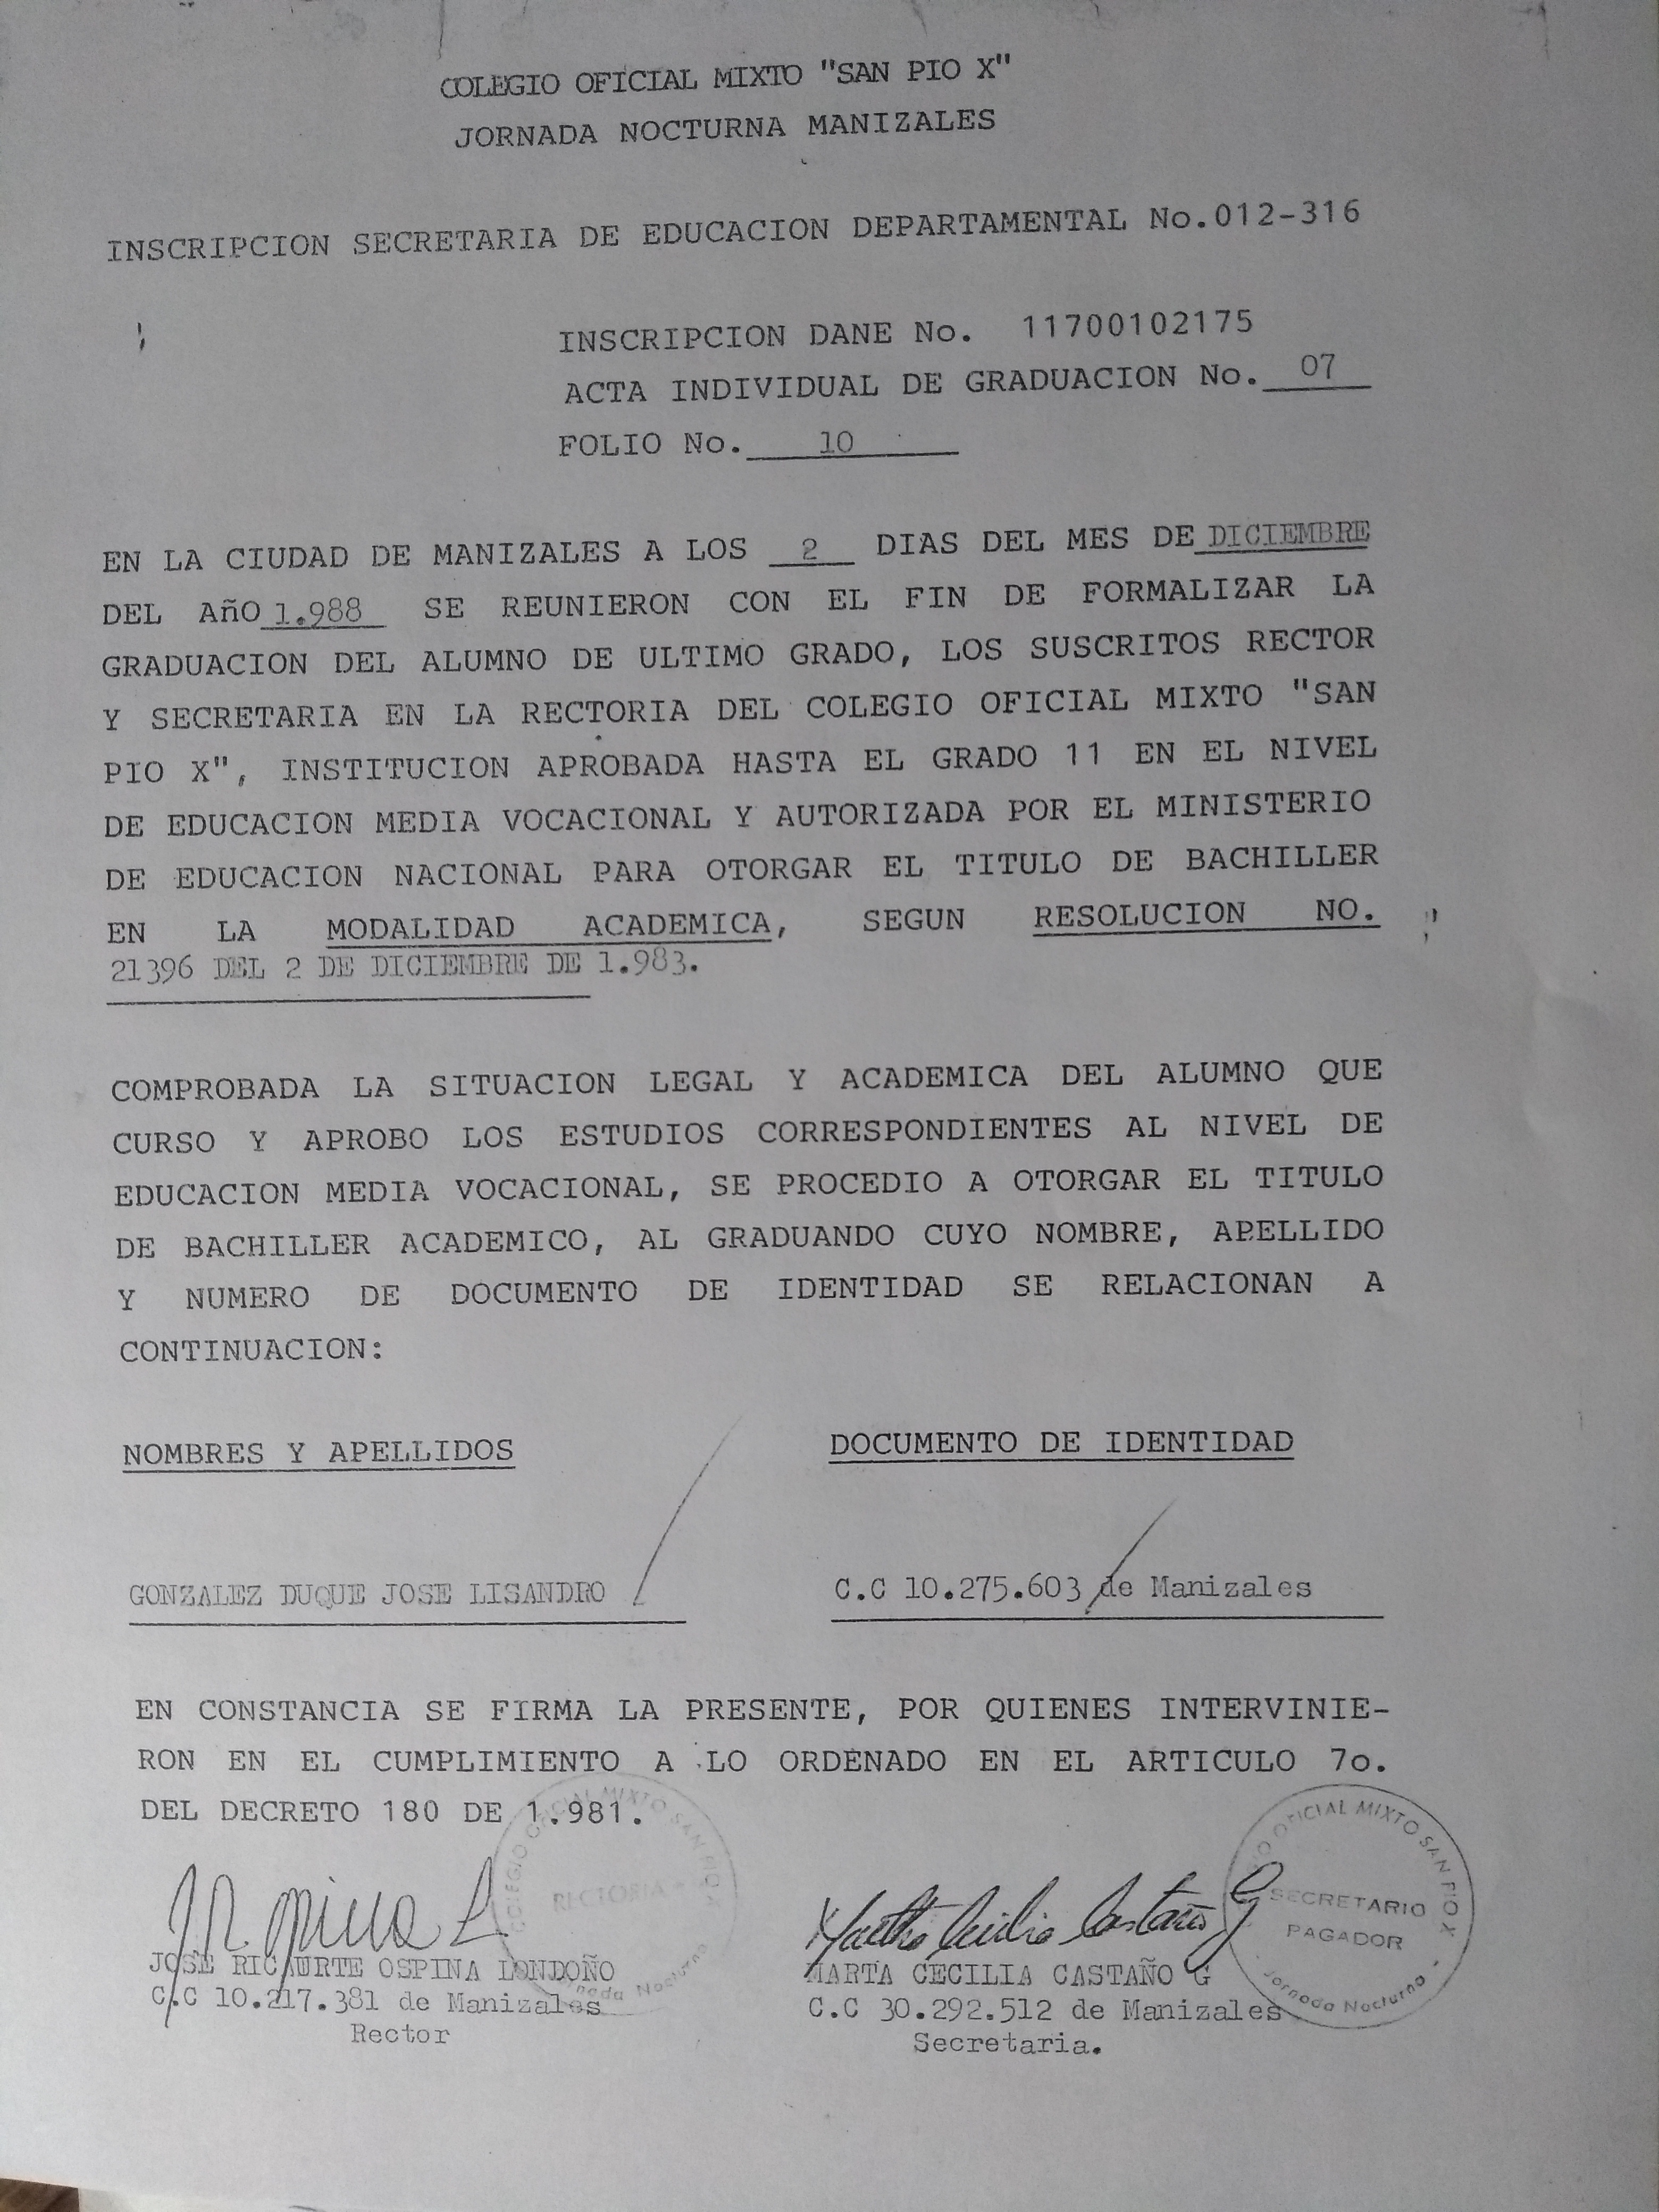 COLEGIO OFICIAL MIXTO "SAN PIO X"
JORNADA NOCTURNA MANIZALES
INSCRIPCION SECRETARIA DE EDUCACION DEPARTAMENTAL No.012-316
INSCRIPCION DANE No. 11700102175
ACTA INDIVIDUAL DE GRADUACION No. 07
FOLIO No. 10
EN LA CIUDAD DE MANIZALES A LOS 2 DIAS DEL MES DE DICIEMBRE
DEL AñO 1.988 SE REUNIERON CON EL FIN DE FORMALIZAR LA
GRADUACION DEL ALUMNO DE ULTIMO GRADO, LOS SUSCRITOS RECTOR
Y SECRETARIA EN LA RECTORIA DEL COLEGIO OFICIAL MIXTO "SAN
PIO X", INSTITUCION APROBADA HASTA EL GRADO 11 EN EL NIVEL
DE EDUCACION MEDIA VOCACIONAL Y AUTORIZADA POR EL MINISTERIO
DE EDUCACION NACIONAL PARA OTORGAR EL TITULO DE BACHILLER
EN LA MODALIDAD ACADEMICA, SEGUN RESOLUCION NO.
21396 DEL 2 DE DICIEMBRE DE 1.983.
COMPROBADA LA SITUACION LEGAL Y ACADEMICA DEL ALUMNO QUE
CURSO Y APROBO LOS ESTUDIOS CORRESPONDIENTES AL NIVEL DE
EDUCACION MEDIA VOCACIONAL, SE PROCEDIO A OTORGAR EL TITULO
DE BACHILLER ACADEMICO, AL GRADUANDO CUYO NOMBRE, APELLIDO
Y NUMERO DE DOCUMENTO DE IDENTIDAD SE RELACIONAN A
CONTINUACION:
NOMBRES Y APELLIDOS DOCUMENTO DE IDENTIDAD
GONZALEZ DUQUE JOSE LISANDRO C.C 10.275.603 de Manizales
EN CONSTANCIA SE FIRMA LA PRESENTE, POR QUIENES INTERVINIE-
RON EN EL CUMPLIMIENTO A LO ORDENADO EN EL ARTICULO 7o.
DEL DECRETO 180 DE 1.981.
COLEGIO OFICIAL MIXTO SAN PIO X
RECTORIA
Nocturna
OFICIAL MIXTO SAN PIO X
SECRETARIO
PAGADOR
Jornada Nocturna
Martha Cecilia Castaño G
JOSE RICAURTE OSPINA LONDOÑO MARTA CECILIA CASTAÑO G
C.C 10.217.381 de Manizales C.C 30.292.512 de Manizales
Rector Secretaria.